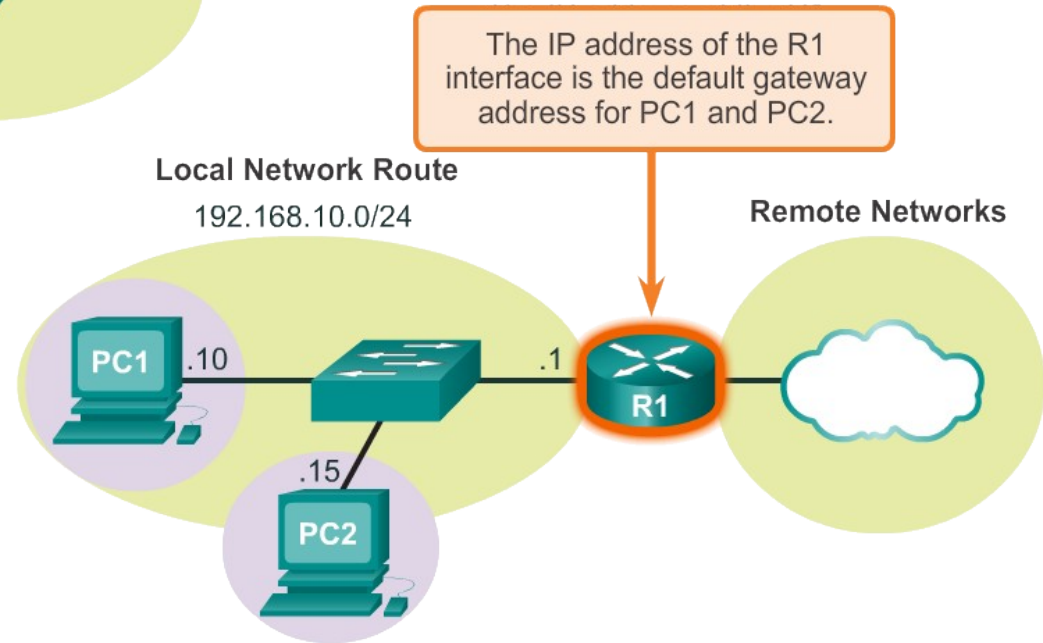 The IP address of the R1
interface is the default gateway
address for PC1 and PC2.
Local Network Route
192.168.10.0/24
Remote Networks
PC1
.10
.1
R1
.15
PC2